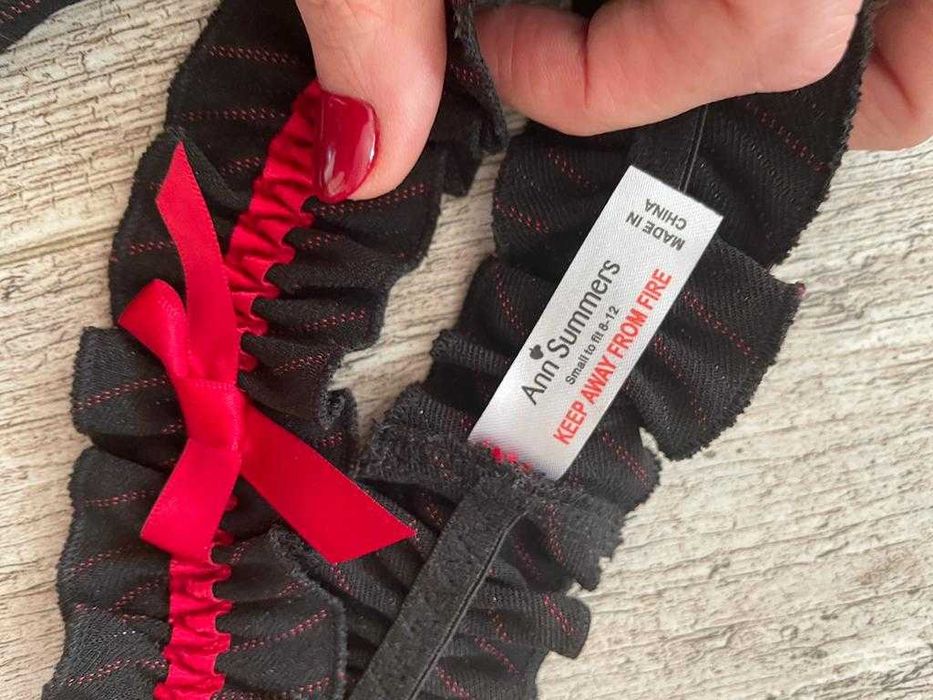 MADE IN
CHINA
Ann Summers
Small to fit 8-12
KEEP AWAY FROM FIRE